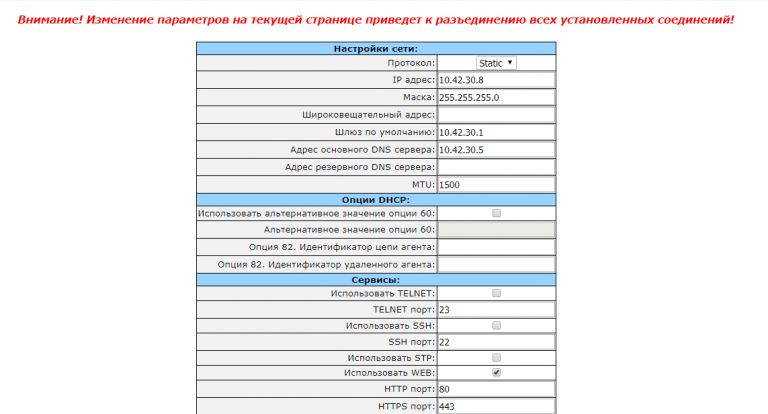 Внимание! Изменение параметров на текущей странице приведет к разъединению всех установленных соединений!
Настройки сети:
Протокол: Static
IP адрес: 10.42.30.8
Маска: 255.255.255.0
Широковещательный адрес:
Шлюз по умолчанию: 10.42.30.1
Адрес основного DNS сервера: 10.42.30.5
Адрес резервного DNS сервера:
MTU: 1500
Опции DHCP:
Использовать альтернативное значение опции 60:
Альтернативное значение опции 60:
Опция 82. Идентификатор цепи агента:
Опция 82. Идентификатор удаленного агента:
Сервисы:
Использовать TELNET:
TELNET порт: 23
Использовать SSH:
SSH порт: 22
Использовать STP:
Использовать WEB:
HTTP порт: 80
HTTPS порт: 443